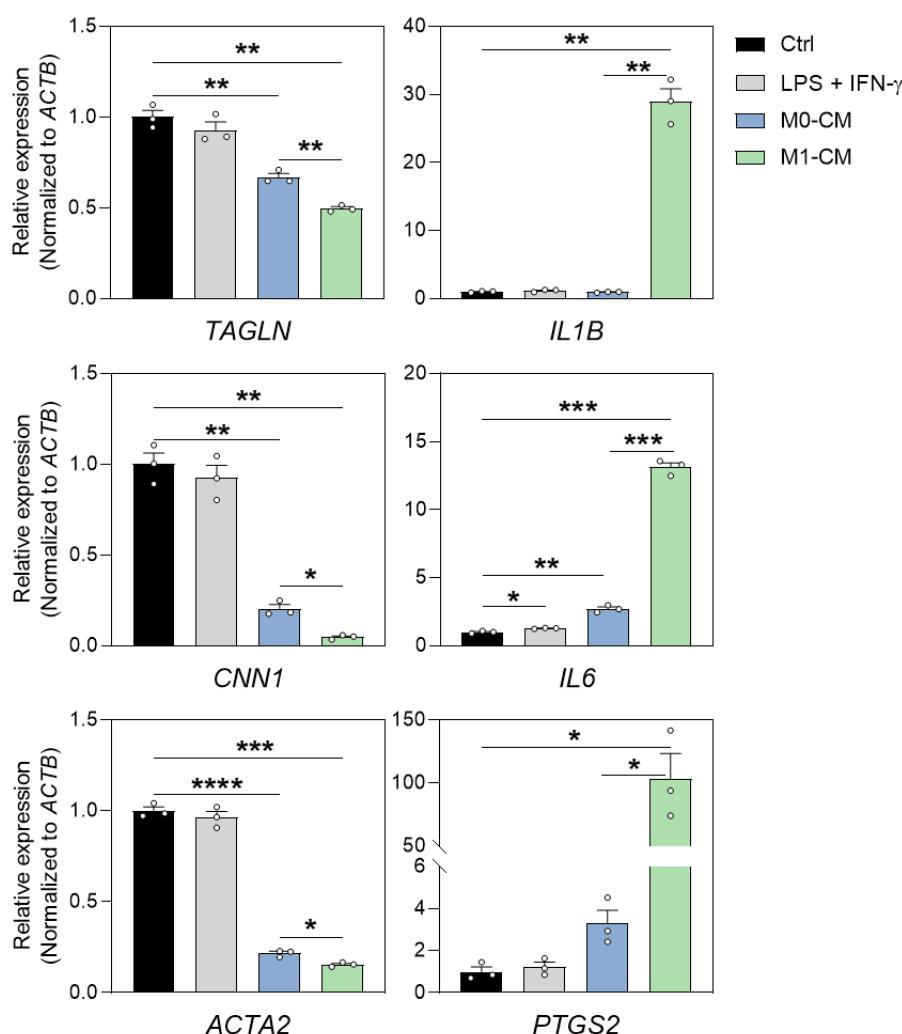 Relative expression
(Normalized to ACTB)
1.5
1.0
0.5
0.0
**
**
**
TAGLN
40
30
20
10
0
**
**
IL1B
Ctrl
LPS + IFN-γ
M0-CM
M1-CM
Relative expression
(Normalized to ACTB)
1.5
1.0
0.5
0.0
**
**
*
CNN1
20
15
10
5
0
***
***
**
*
IL6
Relative expression
(Normalized to ACTB)
1.5
1.0
0.5
0.0
***
****
*
ACTA2
150
100
50
6
4
2
0
*
*
PTGS2